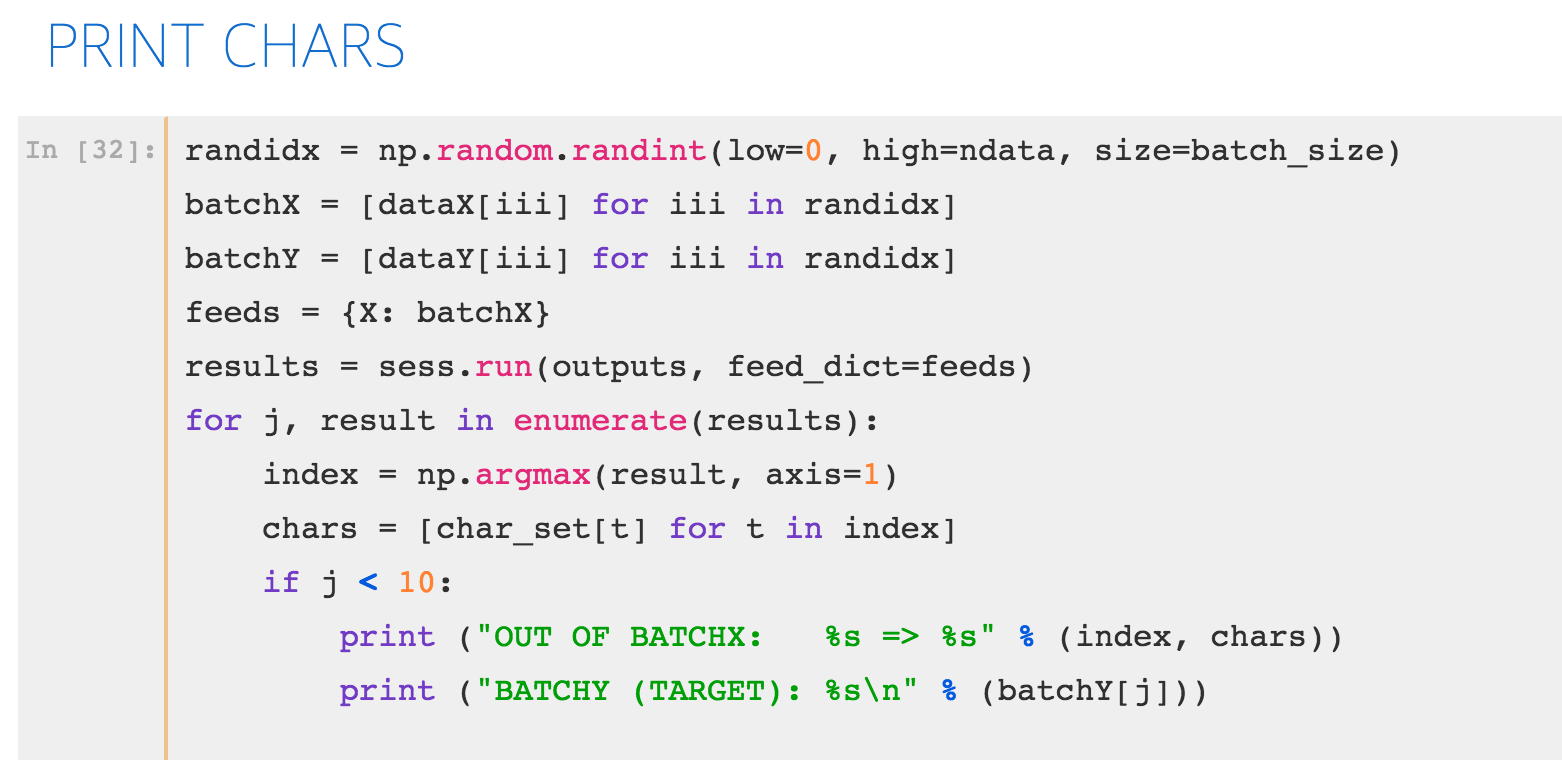 PRINT CHARS
In [32]: randidx = np.random.randint(low=0, high=ndata, size=batch_size)
batchX = [dataX[iii] for iii in randidx]
batchY = [dataY[iii] for iii in randidx]
feeds = {X: batchX}
results = sess.run(outputs, feed_dict=feeds)
for j, result in enumerate(results):
    index = np.argmax(result, axis=1)
    chars = [char_set[t] for t in index]
    if j < 10:
        print ("OUT OF BATCHX:   %s => %s" % (index, chars))
        print ("BATCHY (TARGET): %s\n" % (batchY[j]))